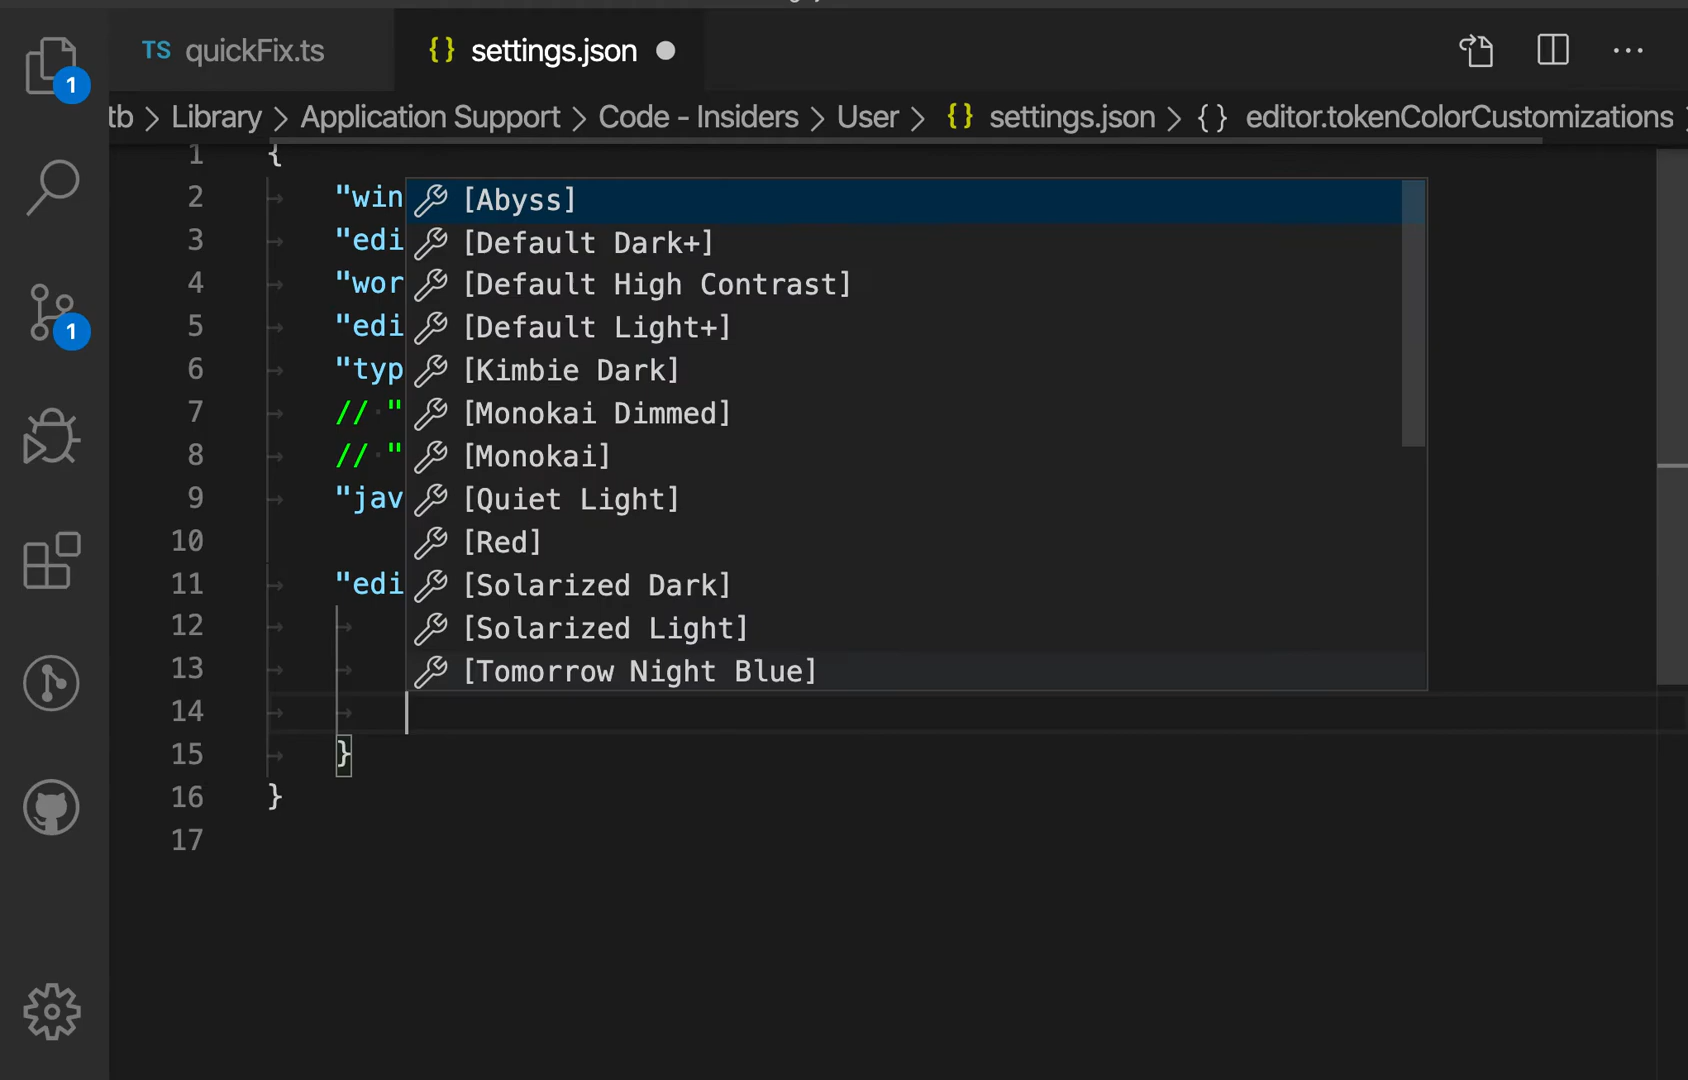 1
TS quickFix.ts
{} settings.json
tb > Library > Application Support > Code - Insiders > User > {} settings.json > {} editor.tokenColorCustomizations
1 {
2 "win
3 "edi
4 "wor
5 "edi
6 "typ
7 // "
8 // "
9 "jav
10
11 "edi
12
13
14
15 }
16 }
17
[Abyss]
[Default Dark+]
[Default High Contrast]
[Default Light+]
[Kimbie Dark]
[Monokai Dimmed]
[Monokai]
[Quiet Light]
[Red]
[Solarized Dark]
[Solarized Light]
[Tomorrow Night Blue]
1